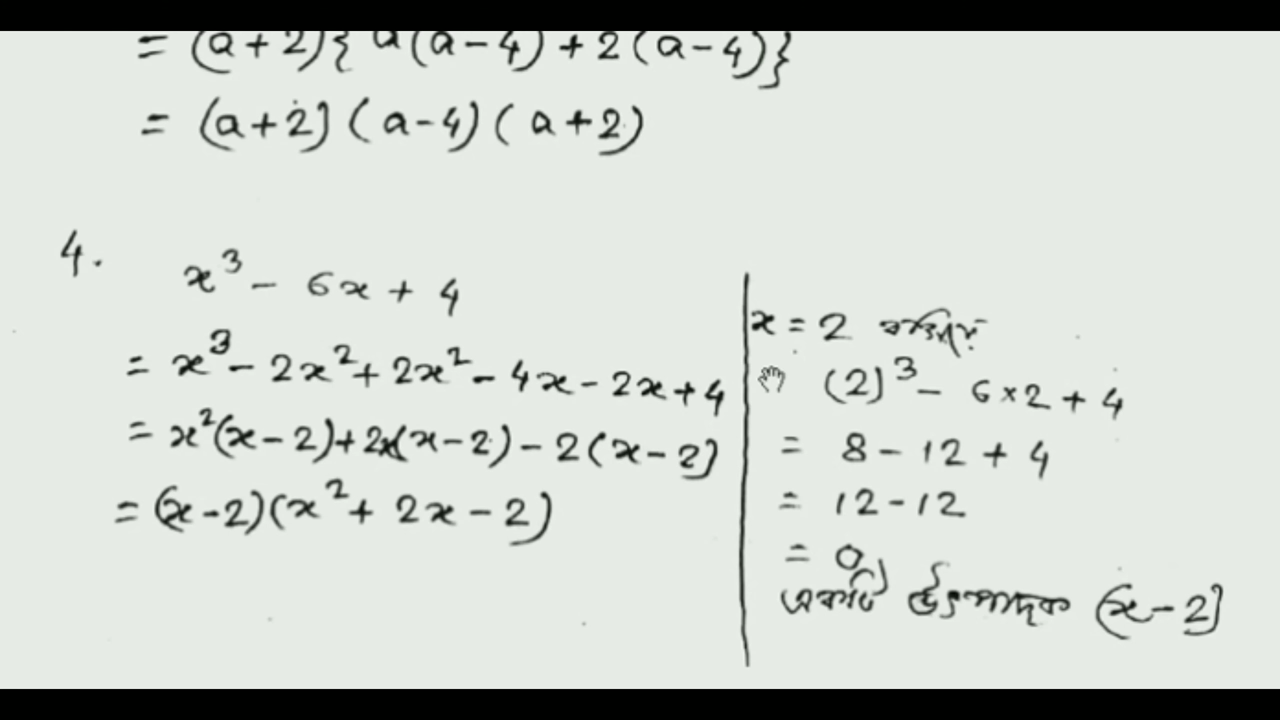 = (a+2){a(a-4)+2(a-4)}
= (a+2)(a-4)(a+2)
4.
x³ - 6x + 4
= x³ - 2x² + 2x² - 4x - 2x + 4
= x²(x-2)+2x(x-2)-2(x-2)
= (x-2)(x² + 2x - 2)
x = 2
(2)³ - 6×2 + 4
= 8 - 12 + 4
= 12 - 12
= 0
একটি উৎপাদক (x-2)